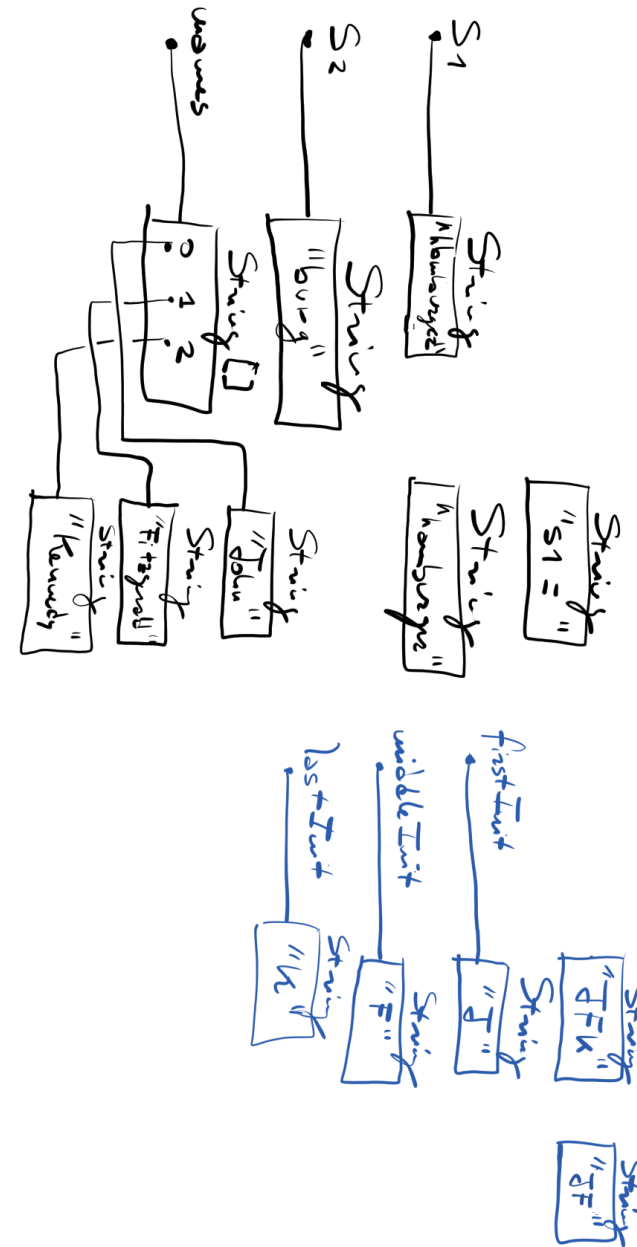 String
"s1 = "
String
"JFK"
String
"JF"
S1
String
"hamburger"
String
"hamburger"
firstInit
String
"J"
S2
String
"burg"
middleInit
String
"F"
lastInit
String
"K"
names
String []
0 1 2
String
"John"
String
"Fitzgerald"
String
"Kennedy"